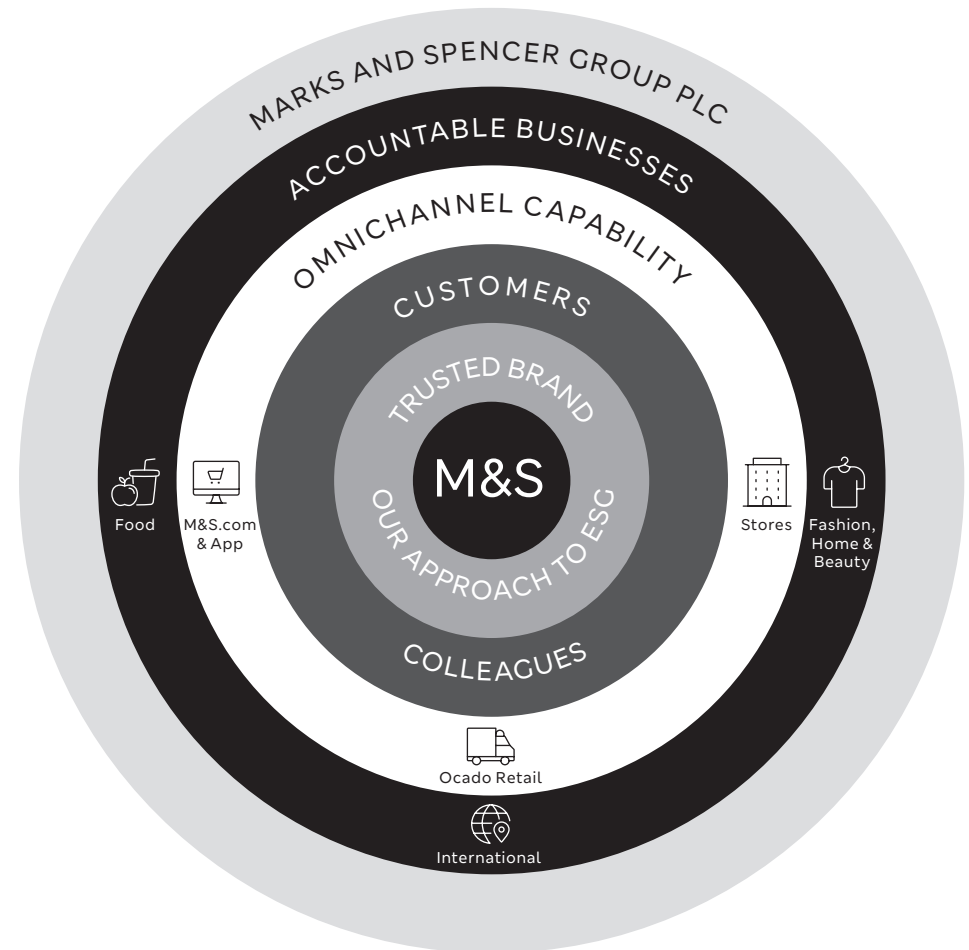 MARKS AND SPENCER GROUP PLC
ACCOUNTABLE BUSINESSES
OMNICHANNEL CAPABILITY
CUSTOMERS
TRUSTED BRAND
M&S
OUR APPROACH TO ESG
COLLEAGUES
Food
M&S.com
& App
Stores
Fashion,
Home &
Beauty
Ocado Retail
International